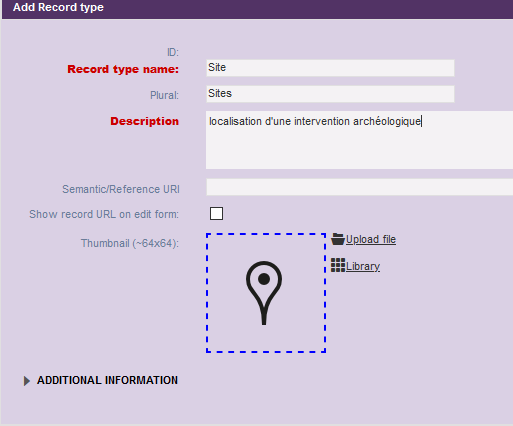 Add Record type
ID:
Record type name: Site
Plural: Sites
Description localisation d'une intervention archéologique
Semantic/Reference URI
Show record URL on edit form:
Thumbnail (~64x64): Upload file
Library
ADDITIONAL INFORMATION